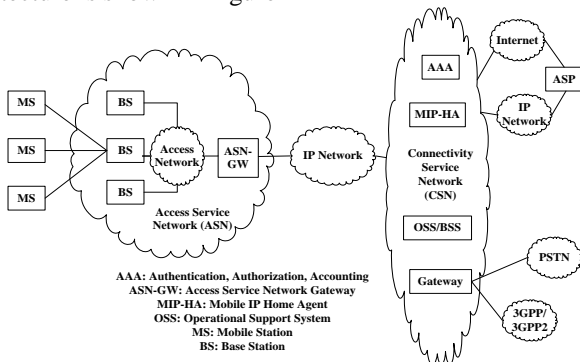 MS
MS
MS
BS
BS
BS
Access
Network
ASN-
GW
Access Service
Network (ASN)
IP Network
AAA
MIP-HA
Connectivity
Service
Network
(CSN)
OSS/BSS
Gateway
Internet
IP
Network
ASP
PSTN
3GPP/
3GPP2
AAA: Authentication, Authorization, Accounting
ASN-GW: Access Service Network Gateway
MIP-HA: Mobile IP Home Agent
OSS: Operational Support System
MS: Mobile Station
BS: Base Station